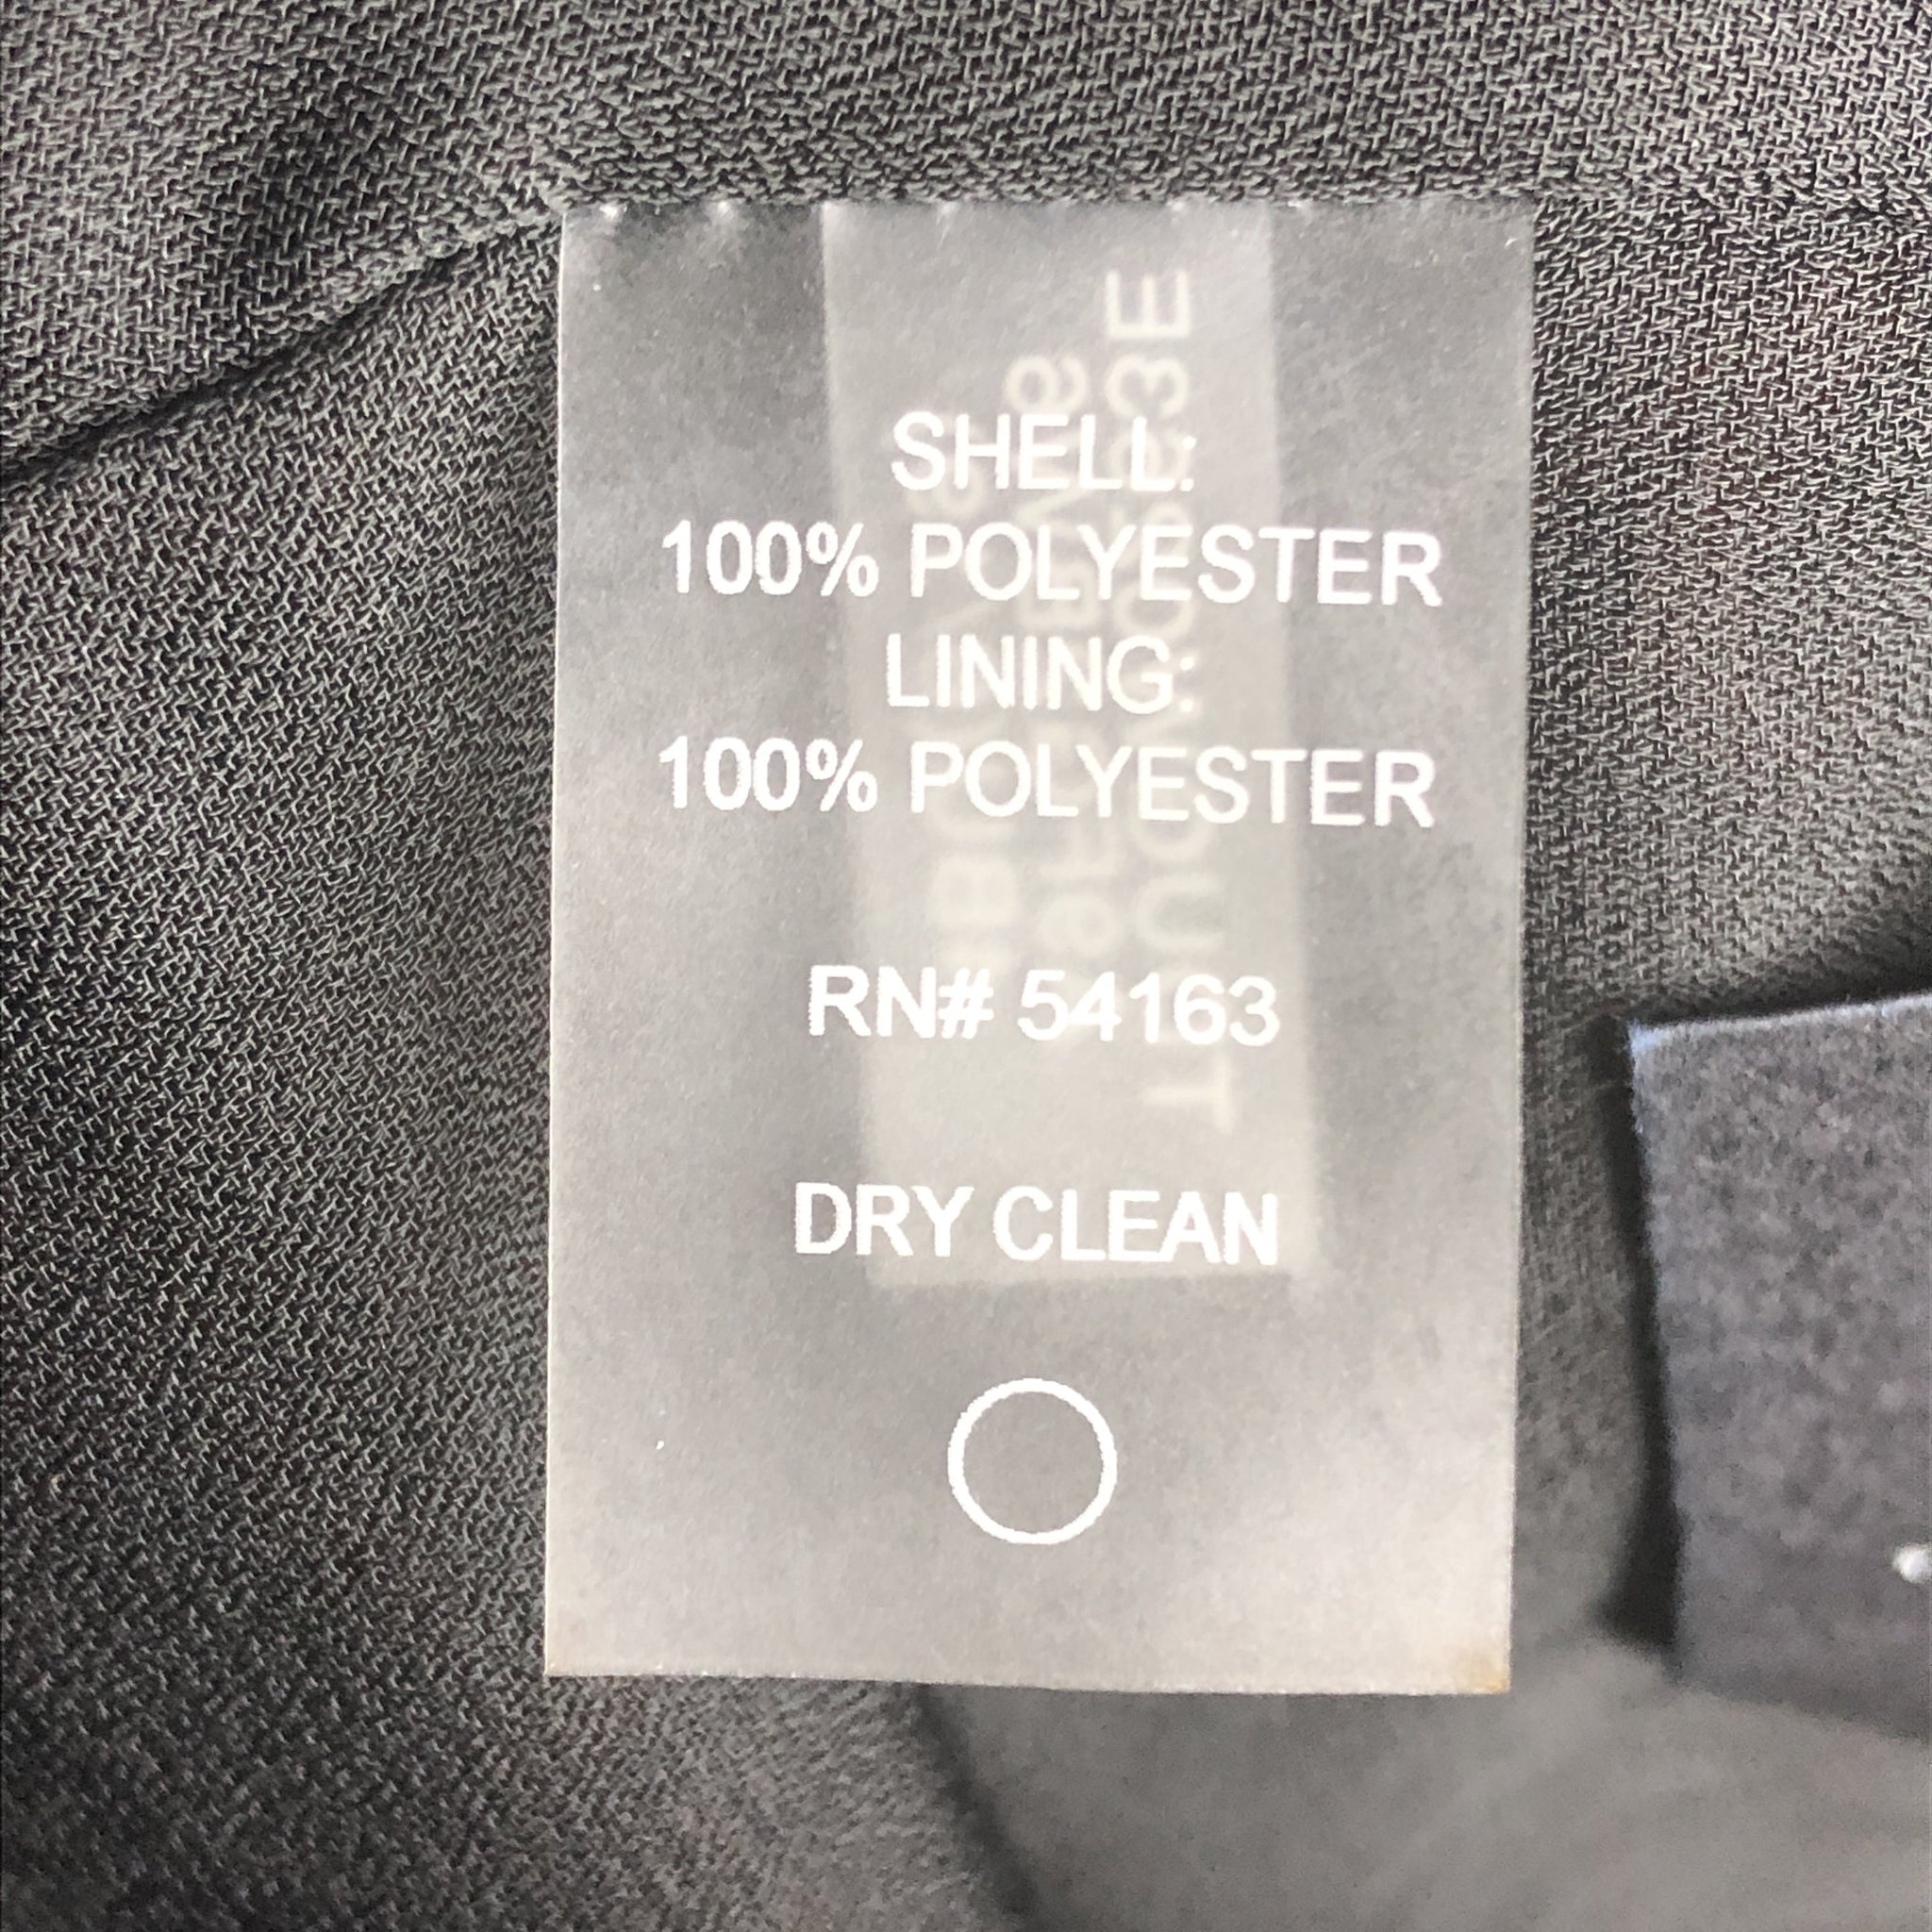 SHELL:
100% POLYESTER
LINING:
100% POLYESTER
RN# 54163
DRY CLEAN